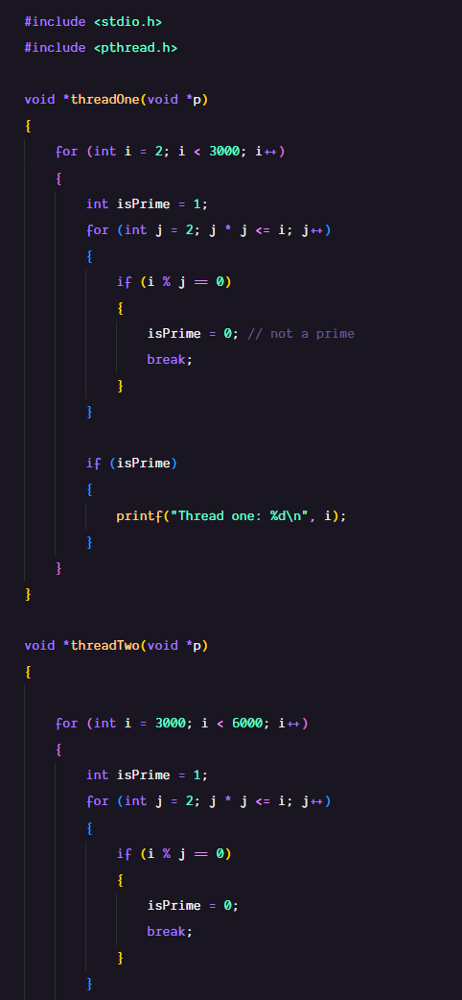 #include <stdio.h>
#include <pthread.h>
void *threadOne(void *p)
{
for (int i = 2; i < 3000; i++)
{
int isPrime = 1;
for (int j = 2; j * j <= i; j++)
{
if (i % j == 0)
{
isPrime = 0; // not a prime
break;
}
}
if (isPrime)
{
printf("Thread one: %d\n", i);
}
}
}
void *threadTwo(void *p)
{
for (int i = 3000; i < 6000; i++)
{
int isPrime = 1;
for (int j = 2; j * j <= i; j++)
{
if (i % j == 0)
{
isPrime = 0;
break;
}
}